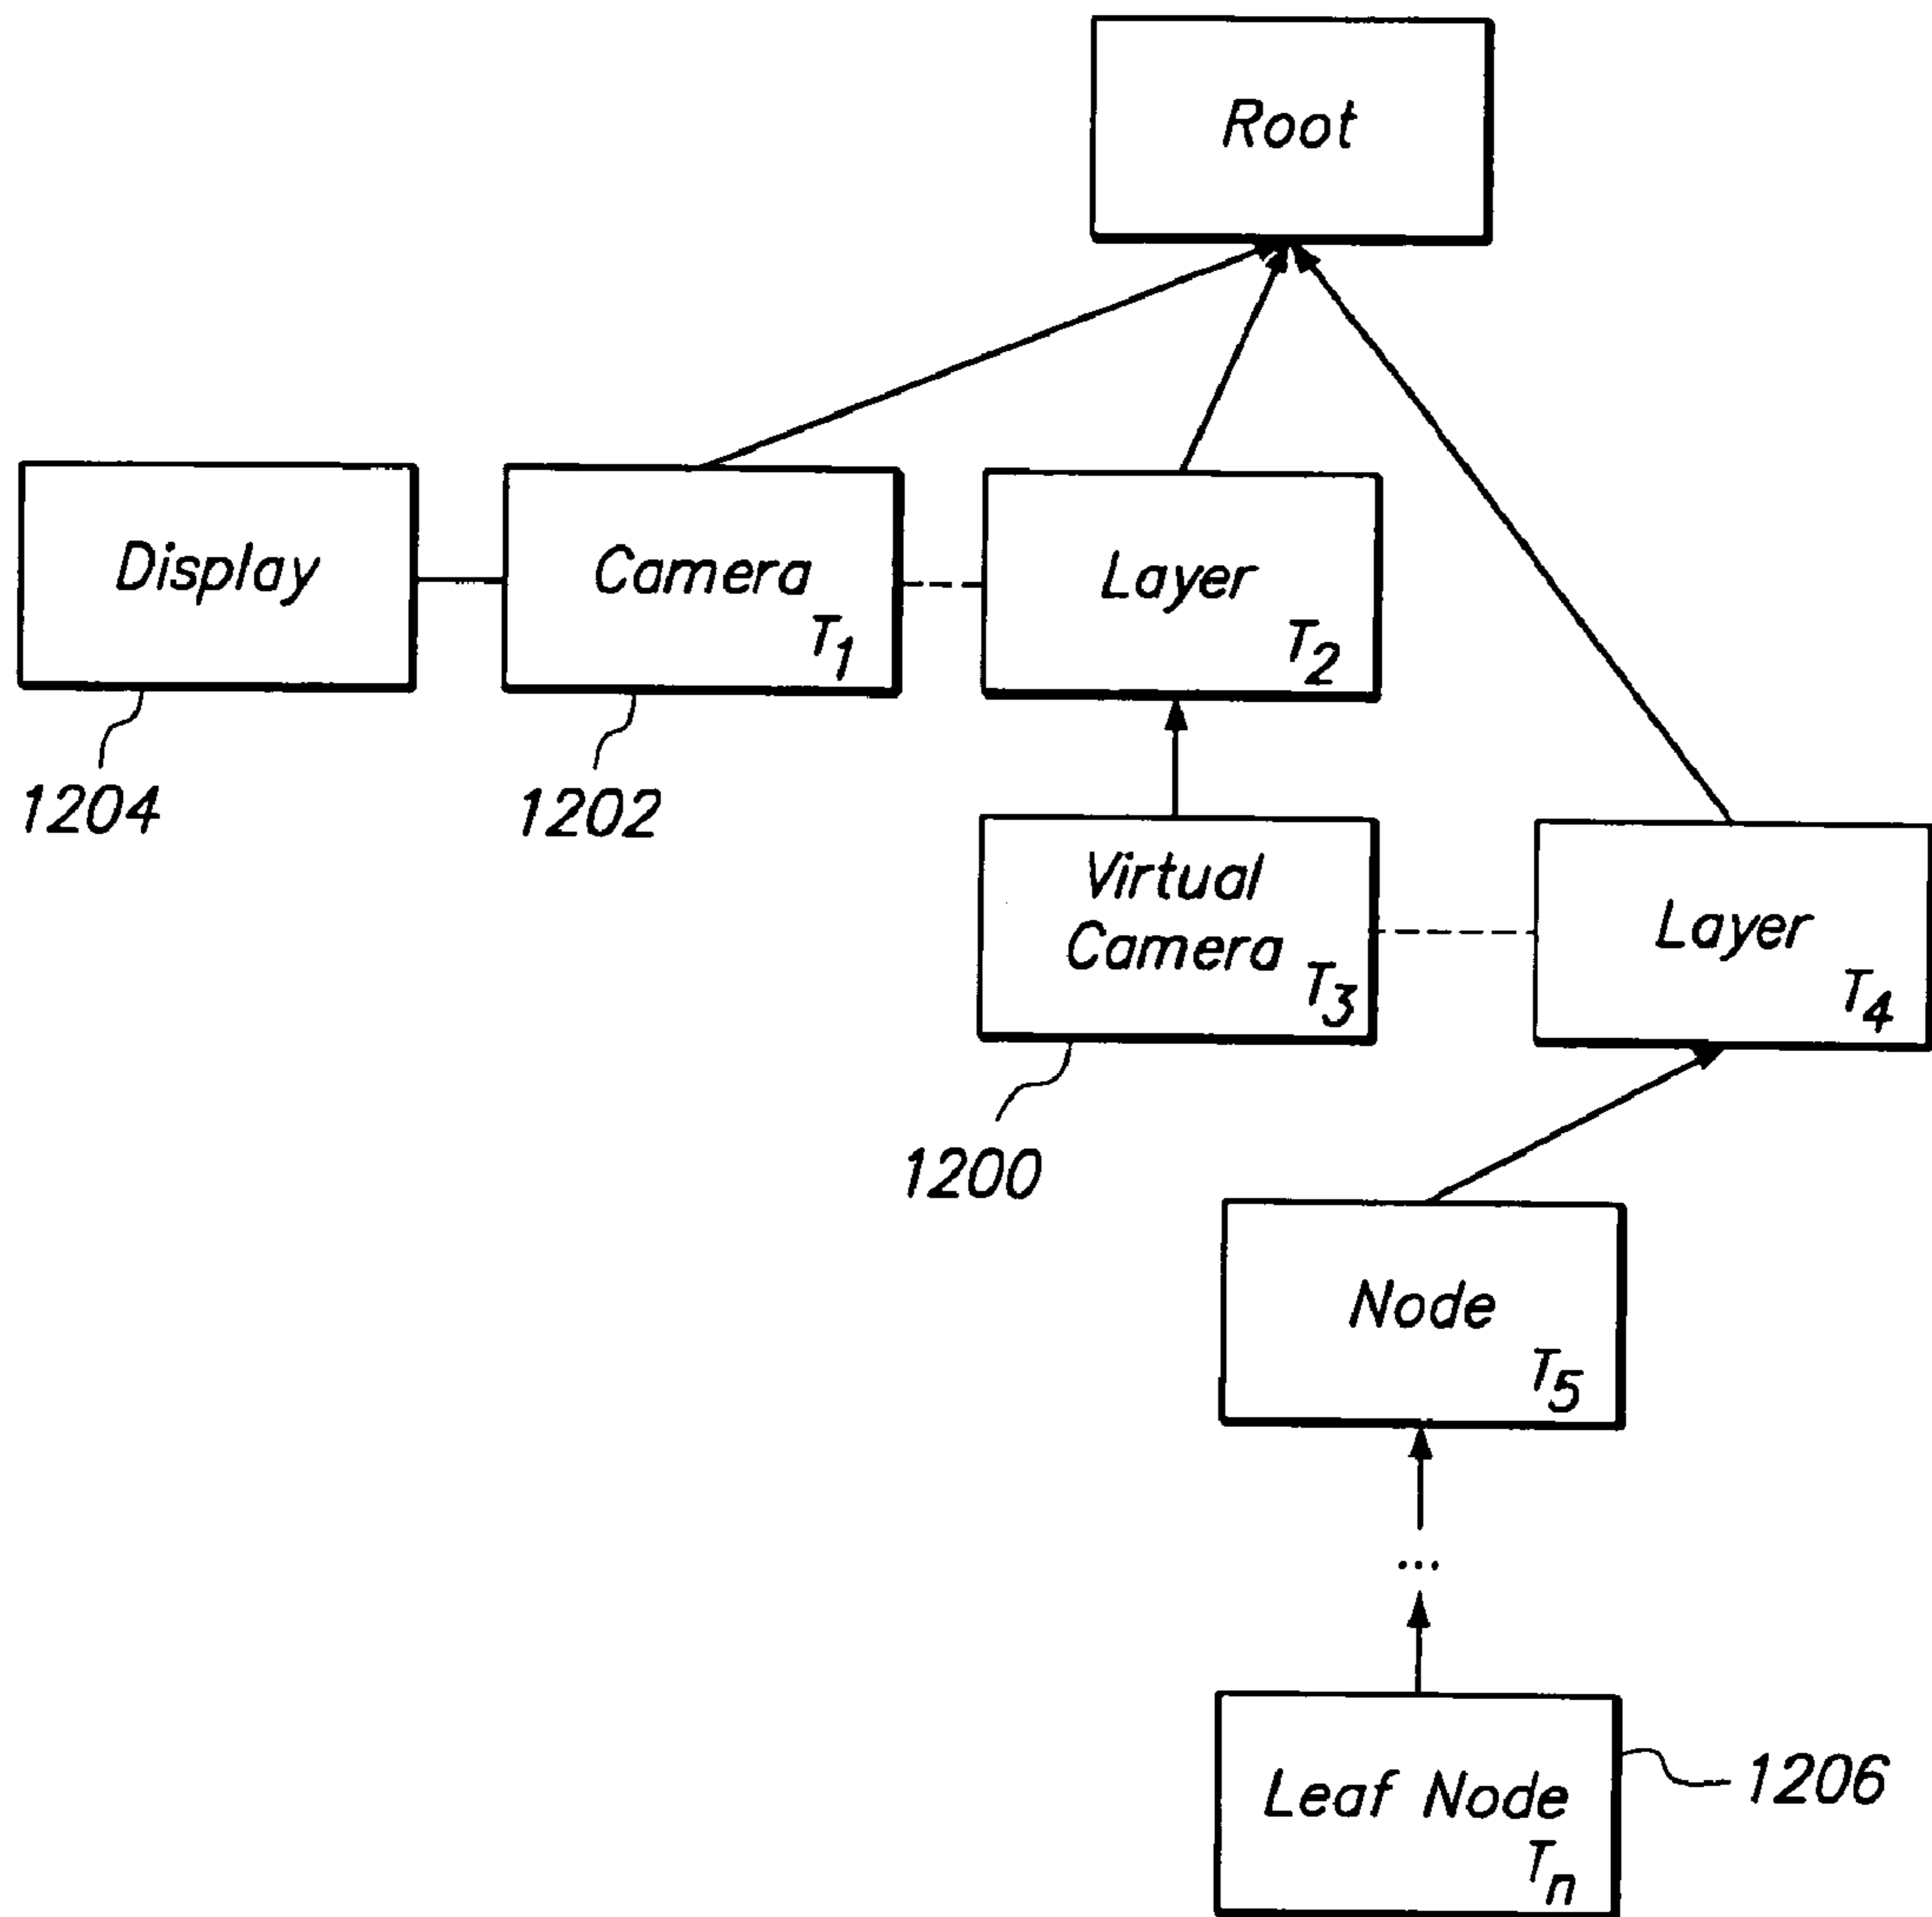 Root
Display
Camera
T1
Layer
T2
1204
1202
Virtual
Camera
T3
Layer
T4
1200
Node
T5
...
Leaf Node
Tn
1206